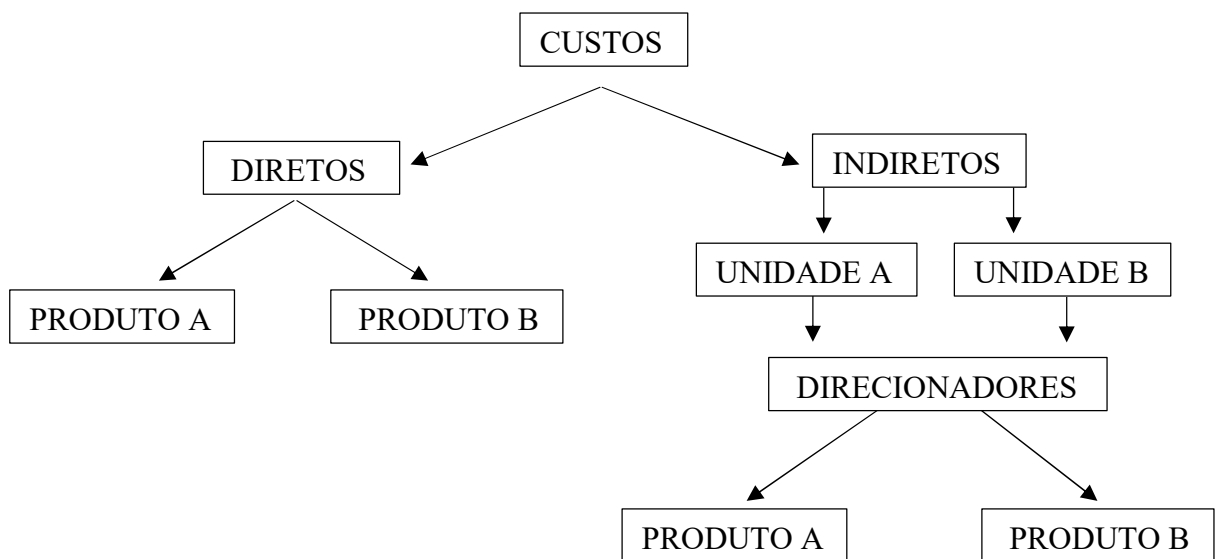 CUSTOS
DIRETOS
INDIRETOS
UNIDADE A
UNIDADE B
PRODUTO A
PRODUTO B
DIRECIONADORES
PRODUTO A
PRODUTO B